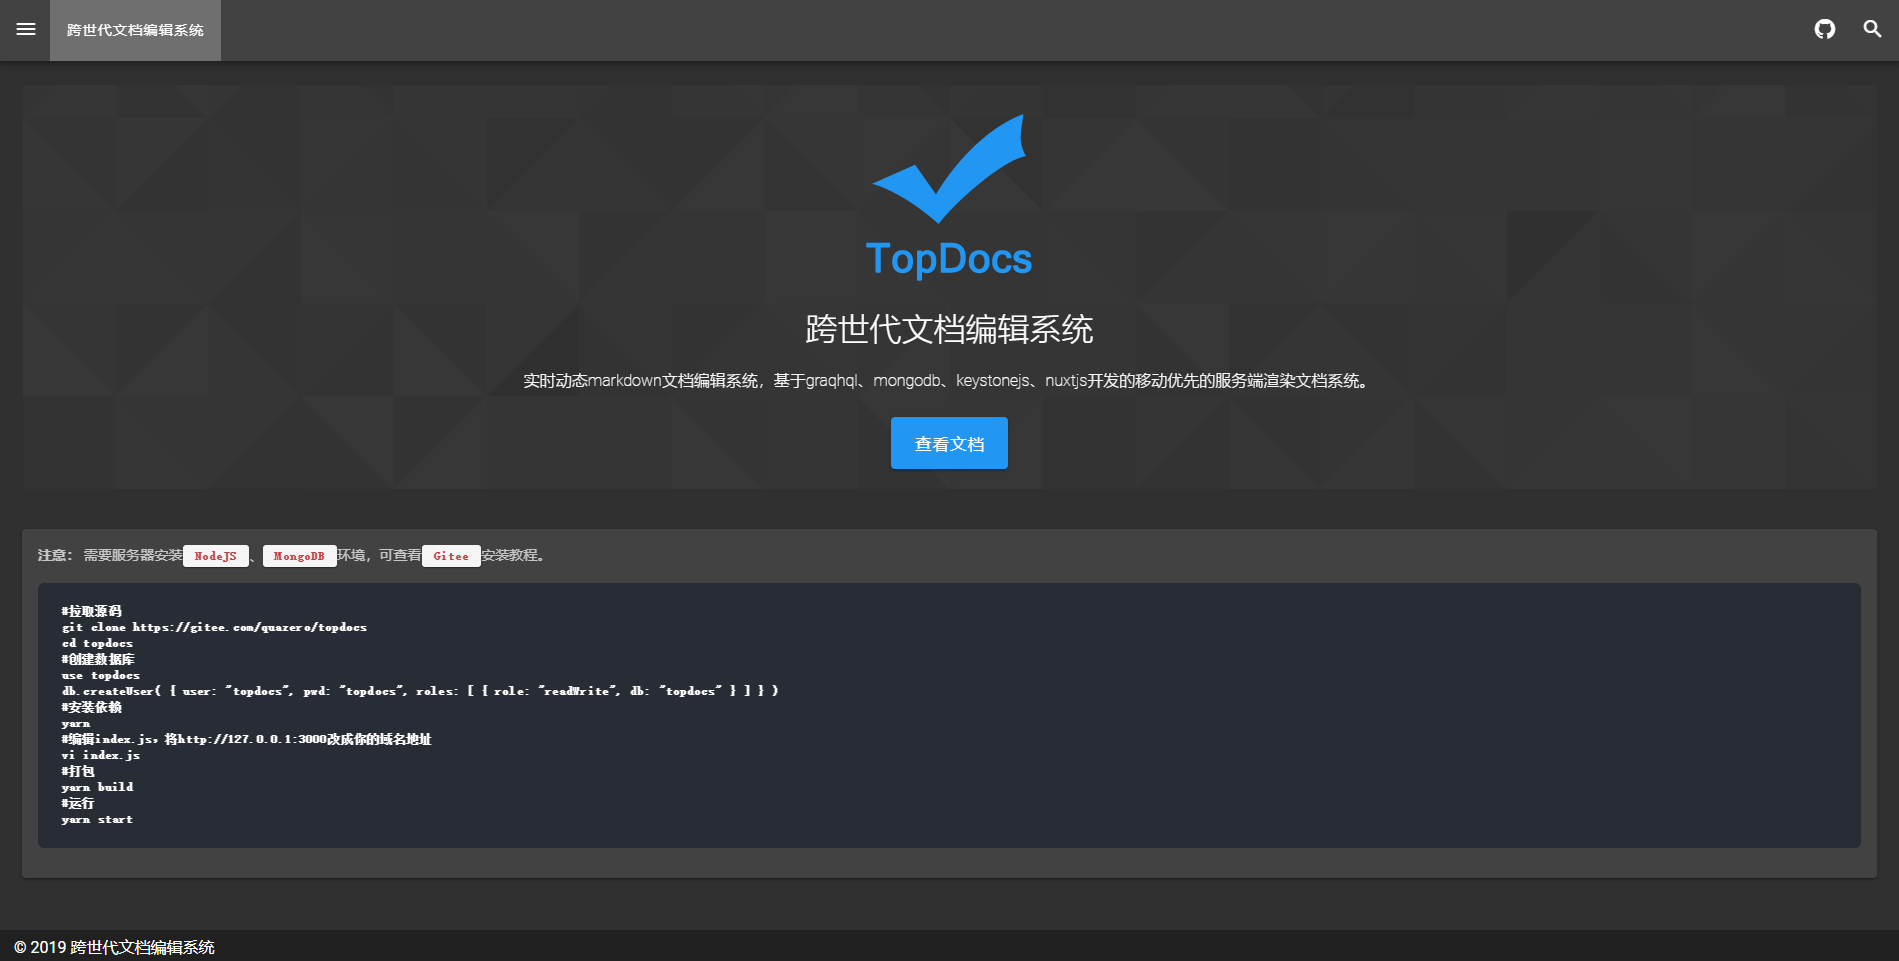 跨世代文档编辑系统
TopDocs
跨世代文档编辑系统
实时动态markdown文档编辑系统，基于graqhql、mongodb、keystonejs、nuxtjs开发的移动优先的服务端渲染文档系统。
查看文档
注意： 需要服务器安装 NodeJS 、 MongoDB 环境，可查看 Gitee 安装教程。
#拉取源码
git clone https://gitee.com/quazero/topdocs
cd topdocs
#创建数据库
use topdocs
db.createUser( { user: "topdocs", pwd: "topdocs", roles: [ { role: "readWrite", db: "topdocs" } ] } )
#安装依赖
yarn
#编辑index.js，将http://127.0.0.1:3000改成你的域名地址
vi index.js
#打包
yarn build
#运行
yarn start
© 2019 跨世代文档编辑系统